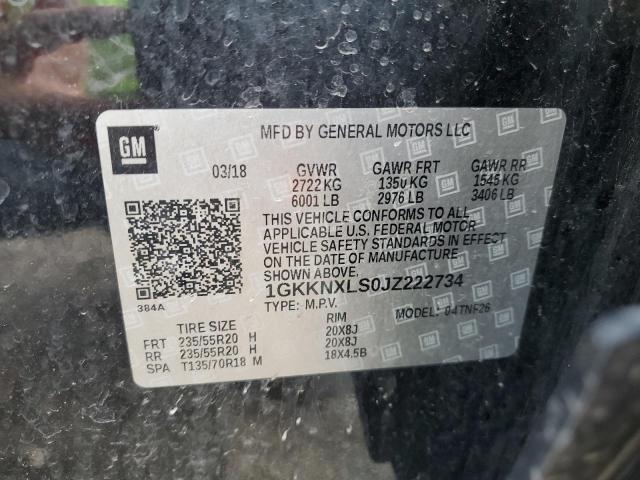 GM
MFD BY GENERAL MOTORS LLC
03/18 GVWR GAWR FRT GAWR RR
2722 KG 1350 KG 1545 KG
6001 LB 2976 LB 3406 LB
THIS VEHICLE CONFORMS TO ALL
APPLICABLE U.S. FEDERAL MOTOR
VEHICLE SAFETY STANDARDS IN EFFECT
ON THE DATE OF MANUFACTURE
SHOWN ABOVE
1GKKNXLS0JZ222734
384A TYPE: M.P.V. MODEL: 04TNF26
TIRE SIZE RIM
FRT 235/55R20 H 20X8J
RR 235/55R20 H 20X8J
SPA T135/70R18 M 18X4.5B